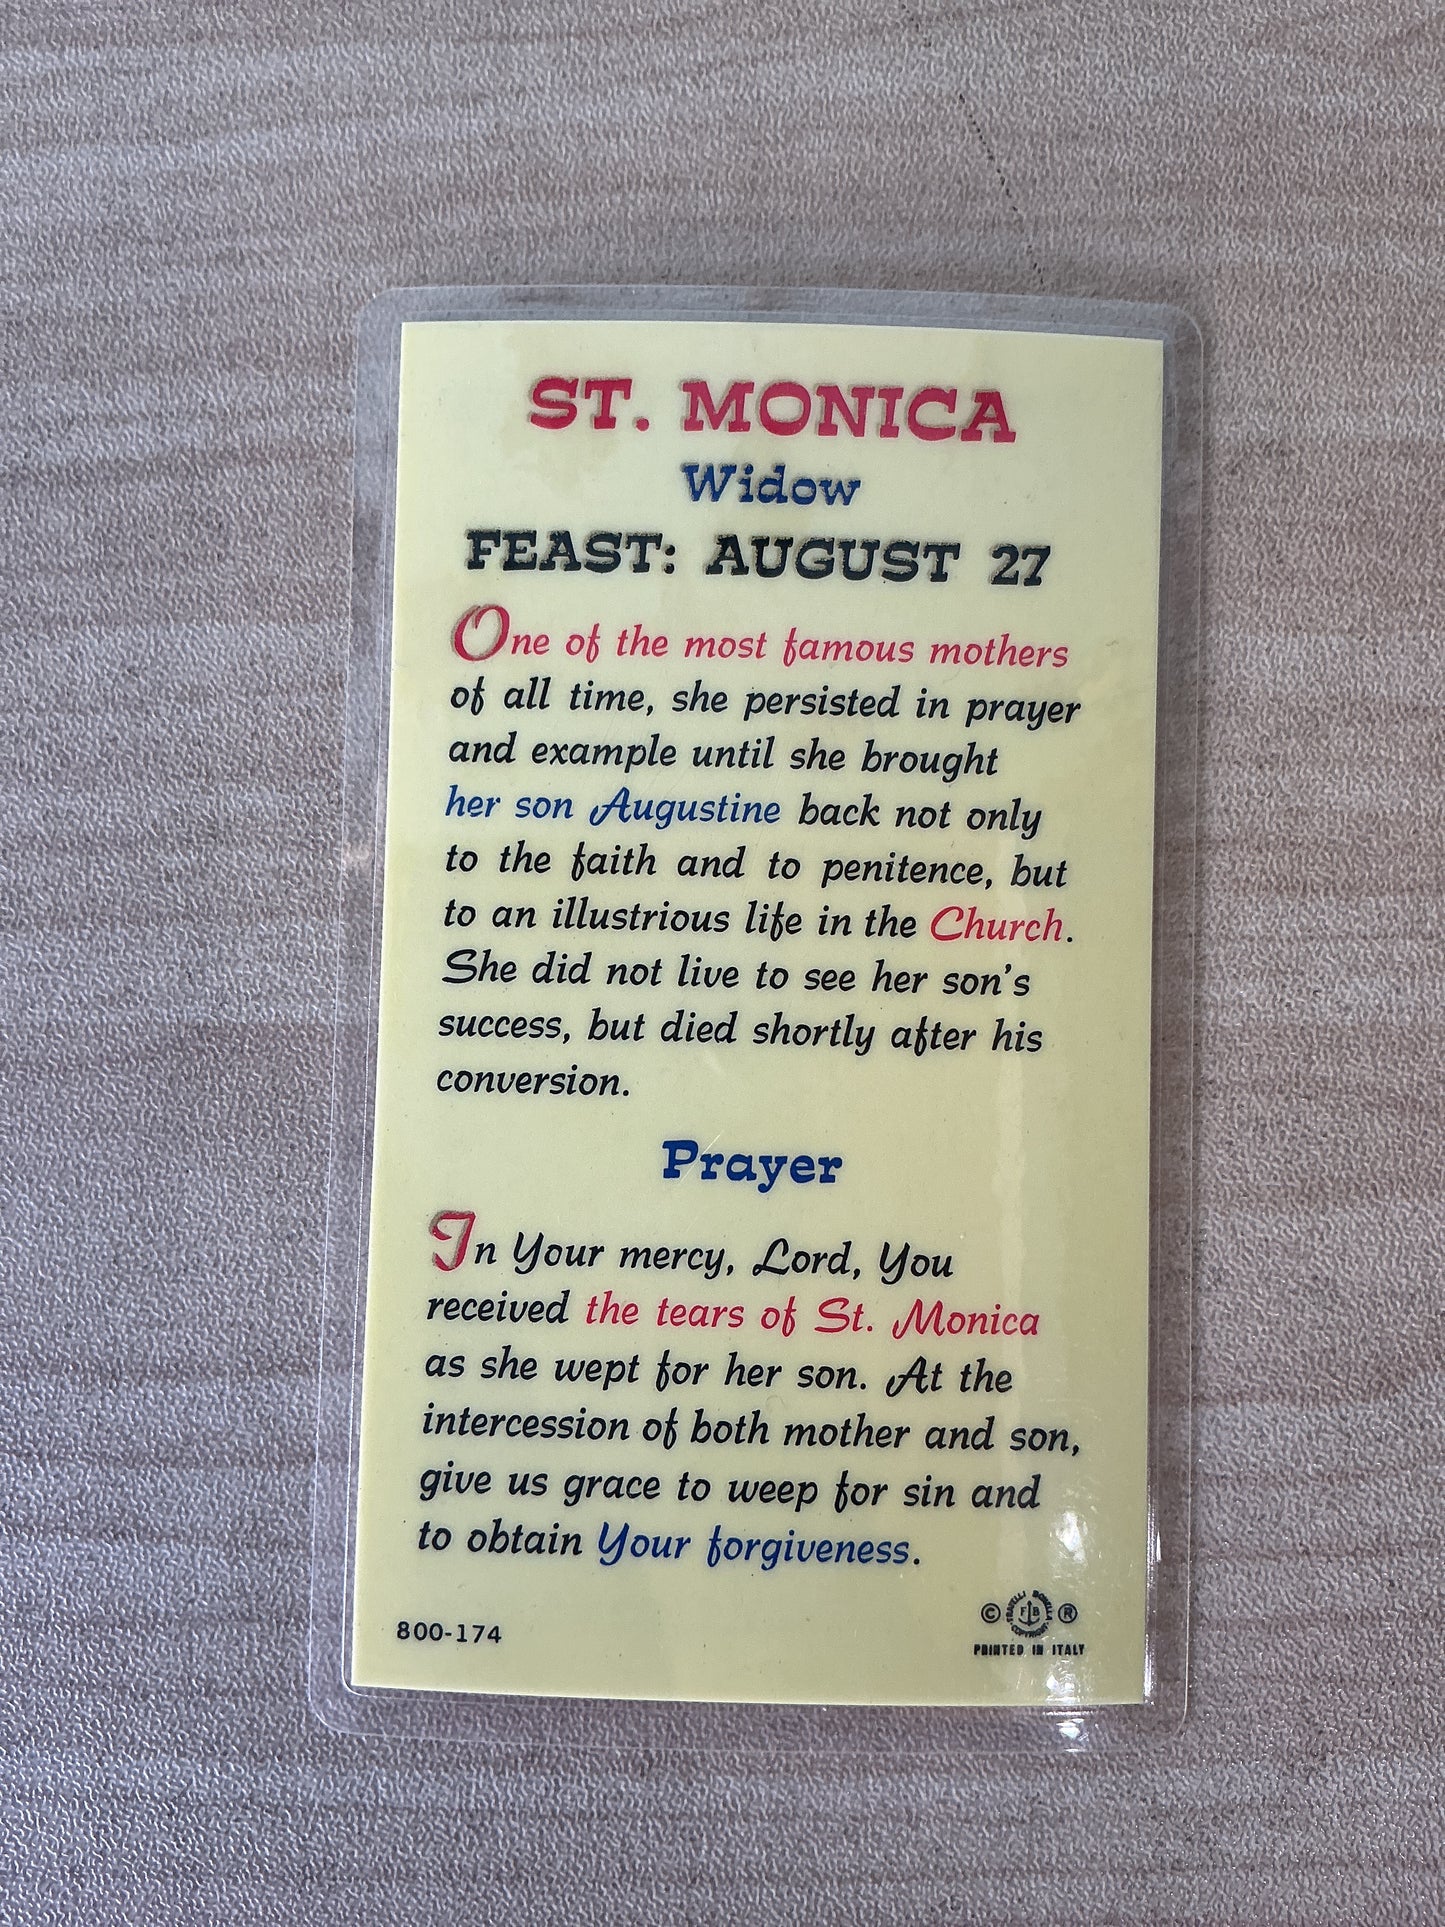 ST. MONICA
Widow
FEAST: AUGUST 27
One of the most famous mothers
of all time, she persisted in prayer
and example until she brought
her son Augustine back not only
to the faith and to penitence, but
to an illustrious life in the Church.
She did not live to see her son's
success, but died shortly after his
conversion.
Prayer
In Your mercy, Lord, You
received the tears of St. Monica
as she wept for her son. At the
intercession of both mother and son,
give us grace to weep for sin and
to obtain Your forgiveness.
800-174
© FRATELLI BONELLA FB COPYRIGHT ®
PRINTED IN ITALY